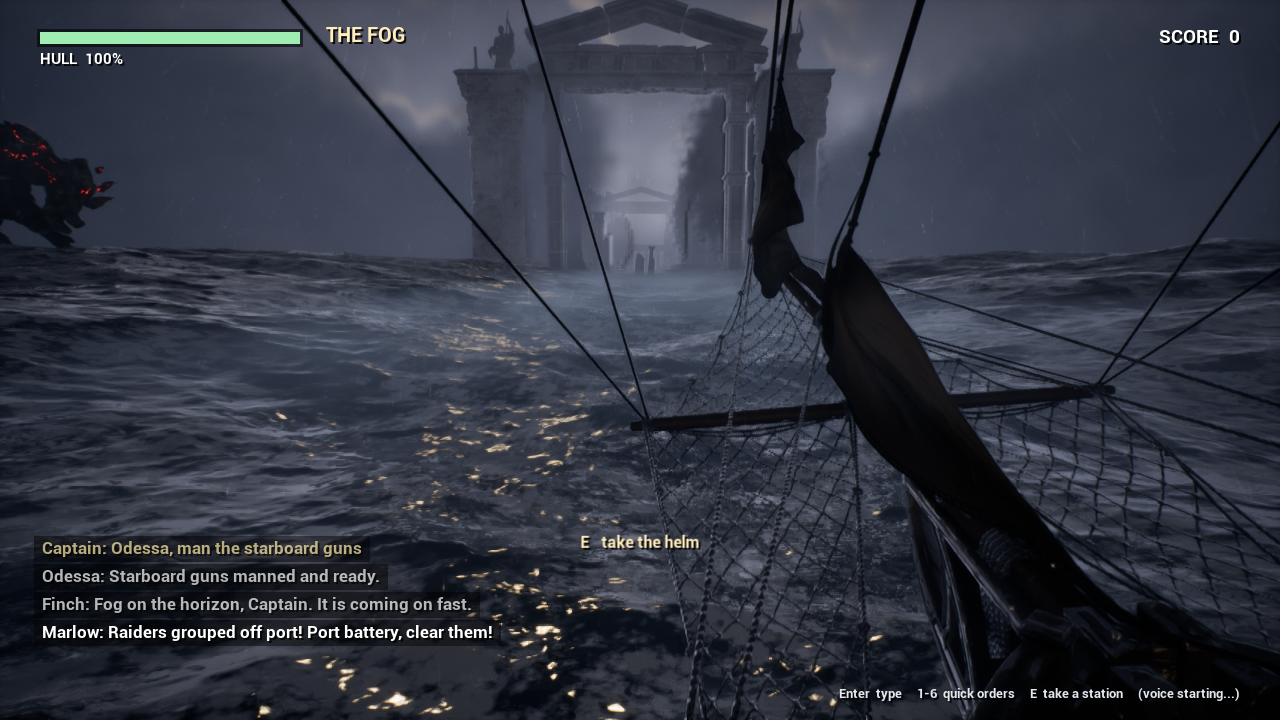 THE FOG
SCORE 0
HULL 100%
E take the helm
Captain: Odessa, man the starboard guns
Odessa: Starboard guns manned and ready.
Finch: Fog on the horizon, Captain. It is coming on fast.
Marlow: Raiders grouped off port! Port battery, clear them!
Enter type 1-6 quick orders E take a station (voice starting...)